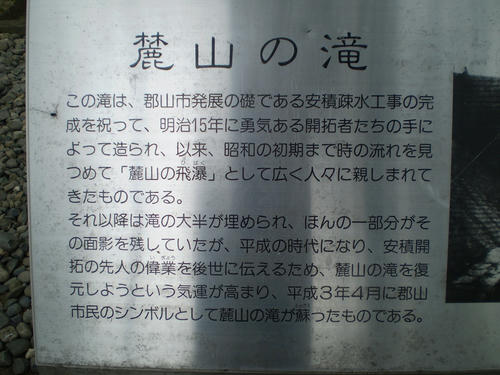 麓山の滝
この滝は、郡山市発展の礎である安積疎水工事の完
成を祝って、明治15年に勇気ある開拓者たちの手に
よって造られ、以来、昭和の初期まで時の流れを見
つめて「麓山の飛瀑」として広く人々に親しまれて
きたものである。
それ以降は滝の大半が埋められ、ほんの一部分がそ
の面影を残していたが、平成の時代になり、安積開
拓の先人の偉業を後世に伝えるため、麓山の滝を復
元しようという気運が高まり、平成3年4月に郡山
市民のシンボルとして麓山の滝が蘇ったものである。